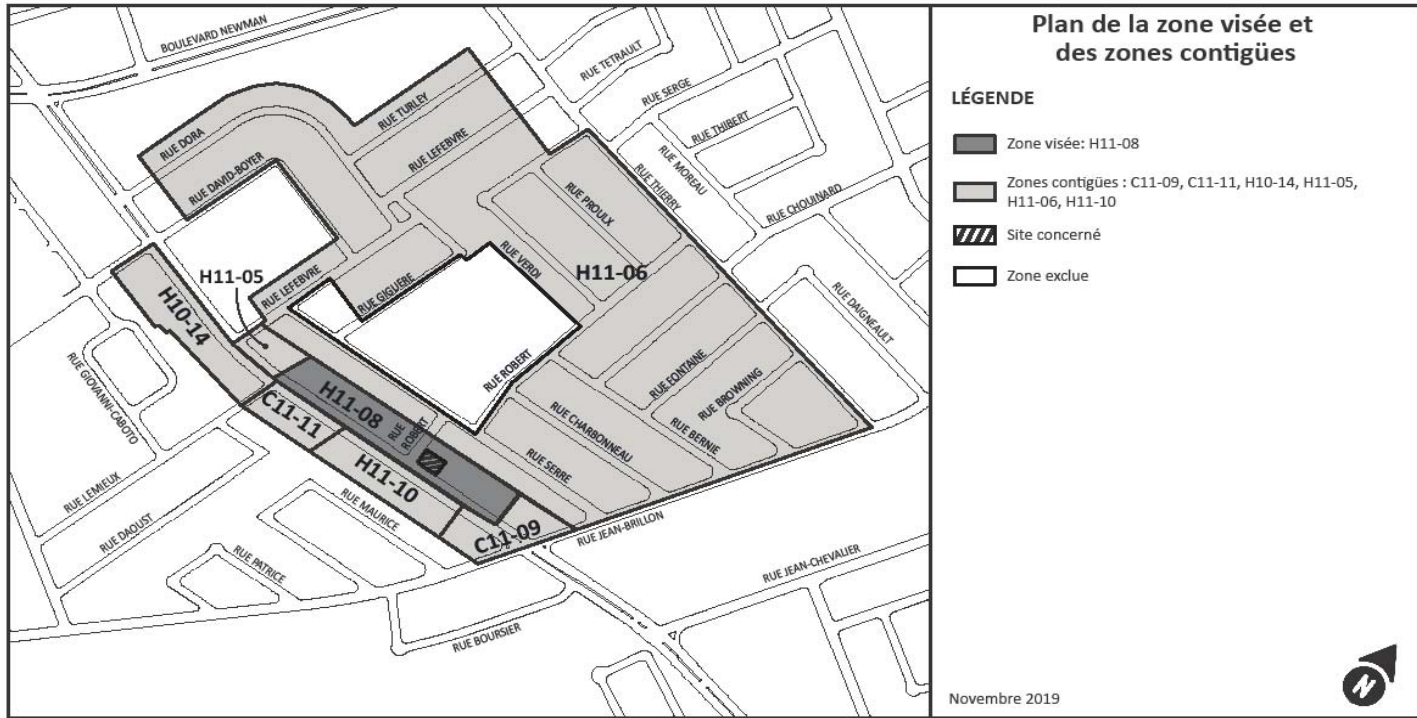 Plan de la zone visée et
des zones contigües
LÉGENDE
Zone visée: H11-08
Zones contigües : C11-09, C11-11, H10-14, H11-05,
H11-06, H11-10
Site concerné
Zone exclue
Novembre 2019
N
BOULEVARD NEWMAN
RUE TETRAULT
RUE SERGE
RUE THIBERT
RUE TURLEY
RUE DORA
RUE LEFEBVRE
RUE MOREAU
RUE THIERRY
RUE DAVID-BOYER
RUE PROULX
RUE CHOUINARD
RUE VERDI
H11-06
H11-05
RUE LEFEBVRE
RUE GIGUÈRE
H10-14
RUE DAIGNEAULT
RUE GIOVANNI-CABOTO
RUE ROBERT
RUE FONTAINE
RUE BROWNING
H11-08
RUE
ROBERT
C11-11
RUE CHARBONNEAU
RUE BERNIE
RUE SERRE
H11-10
RUE LEMIEUX
RUE MAURICE
RUE DAOUST
C11-09
RUE JEAN-BRILLON
RUE PATRICE
RUE JEAN-CHEVALIER
RUE BOURSIER